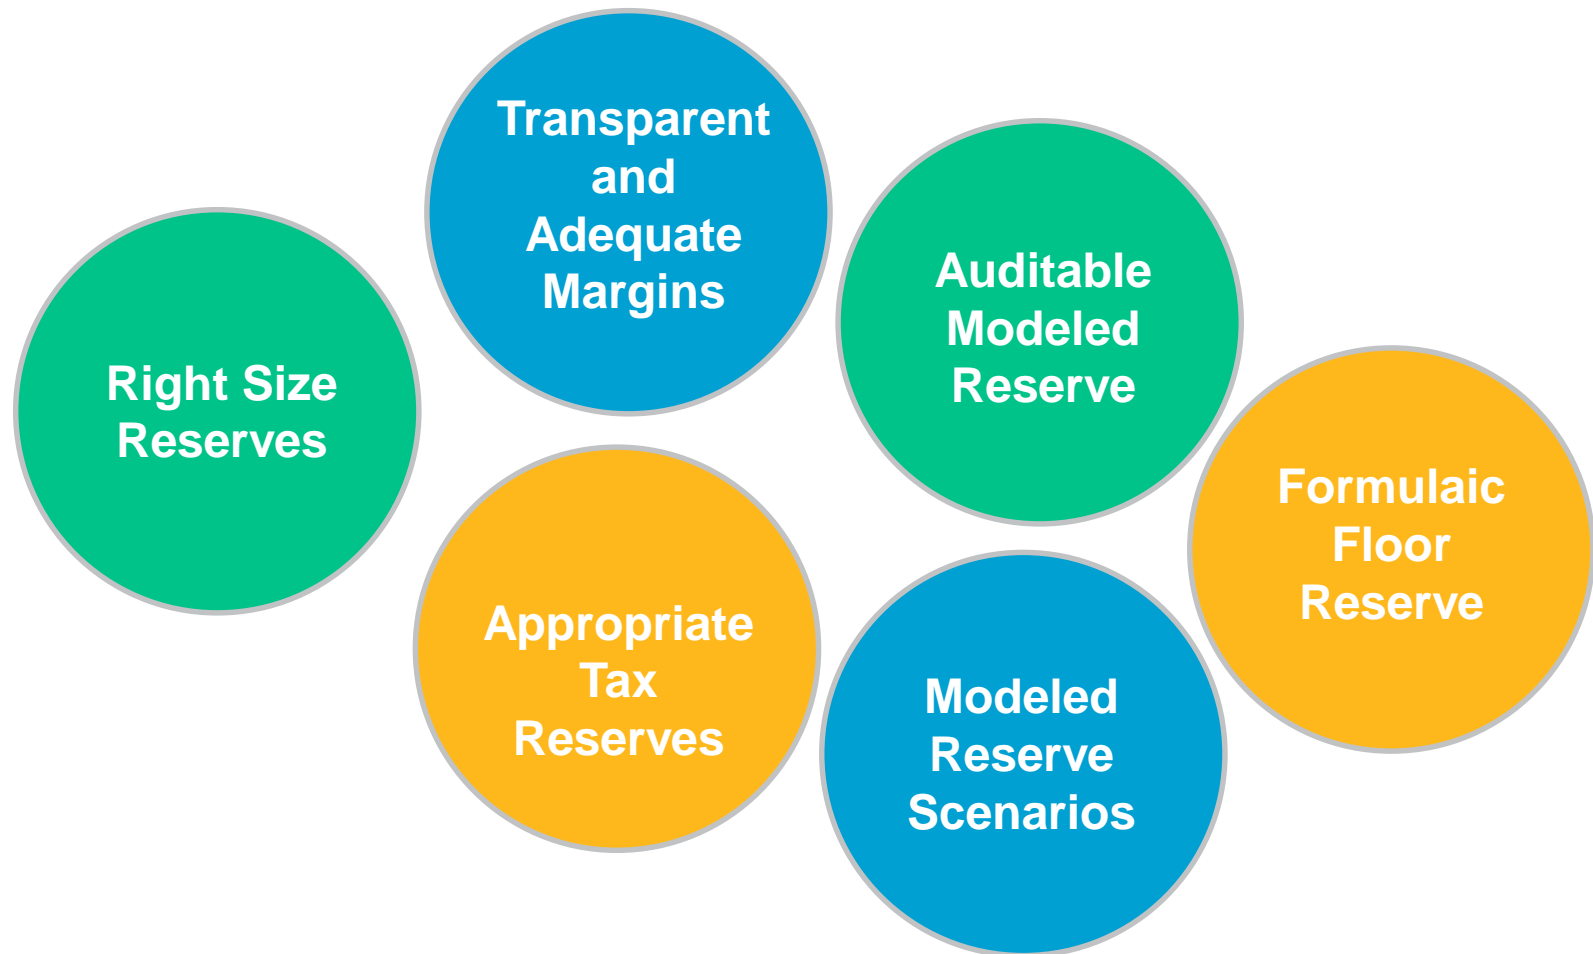 Right Size
Reserves
Transparent
and
Adequate
Margins
Appropriate
Tax
Reserves
Auditable
Modeled
Reserve
Modeled
Reserve
Scenarios
Formulaic
Floor
Reserve